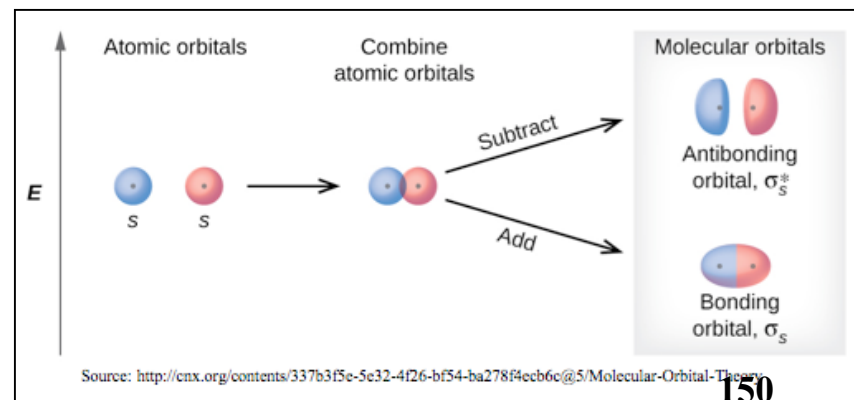 Atomic orbitals
Combine
atomic orbitals
Molecular orbitals
E
s
s
Subtract
Add
Antibonding
orbital, σs*
Bonding
orbital, σs
Source: http://cnx.org/contents/337b3f5e-5e32-4f26-bf54-ba278f4ecb6c@5/Molecular-Orbital-Theory
150